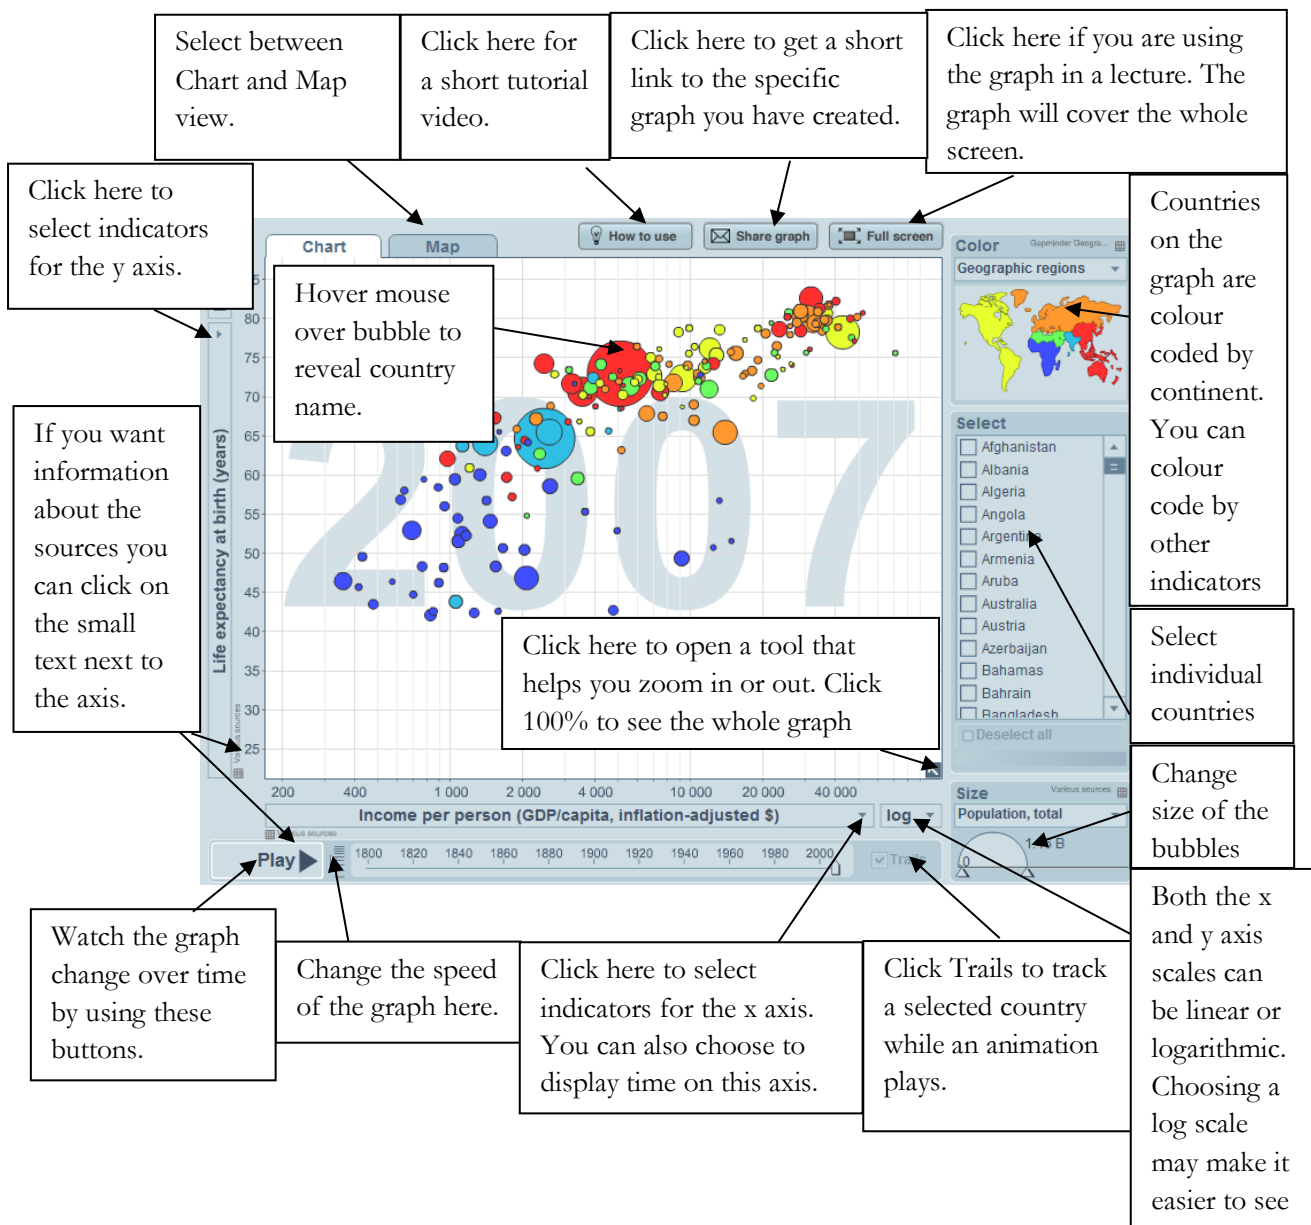 Select between
Chart and Map
view.
Click here for
a short tutorial
video.
Click here to get a short
link to the specific
graph you have created.
Click here if you are using
the graph in a lecture. The
graph will cover the whole
screen.
Click here to
select indicators
for the y axis.
Countries
on the
graph are
colour
coded by
continent.
You can
colour
code by
other
indicators
Chart
Map
How to use
Share graph
Full screen
Color
Gapminder Geogra...
Geographic regions
Hover mouse
over bubble to
reveal country
name.
If you want
information
about the
sources you
can click on
the small
text next to
the axis.
Life expectancy at birth (years)
Various sources
80
75
70
65
60
55
50
45
40
35
30
25
2007
Select
Afghanistan
Albania
Algeria
Angola
Argentina
Armenia
Aruba
Australia
Austria
Azerbaijan
Bahamas
Bahrain
Bangladesh
Deselect all
Click here to open a tool that
helps you zoom in or out. Click
100% to see the whole graph
Select
individual
countries
200 400 1 000 2 000 4 000 10 000 20 000 40 000
Income per person (GDP/capita, inflation-adjusted $)
log
Various sources
Size
Various sources
Population, total
0
Change
size of the
bubbles
Play
1800 1820 1840 1860 1880 1900 1920 1940 1960 1980 2000
Trails
Watch the graph
change over time
by using these
buttons.
Change the speed
of the graph here.
Click here to select
indicators for the x axis.
You can also choose to
display time on this axis.
Click Trails to track
a selected country
while an animation
plays.
Both the x
and y axis
scales can
be linear or
logarithmic.
Choosing a
log scale
may make it
easier to see